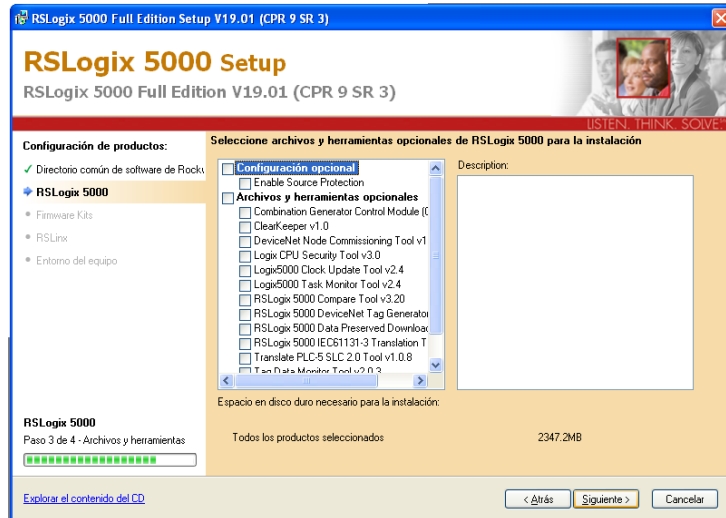 RSLogix 5000 Full Edition Setup V19.01 (CPR 9 SR 3)
RSLogix 5000 Setup
RSLogix 5000 Full Edition V19.01 (CPR 9 SR 3)
LISTEN. THINK. SOLVE.
Configuración de productos:
Directorio común de software de Rockw
RSLogix 5000
Firmware Kits
RSLinx
Entorno del equipo
RSLogix 5000
Paso 3 de 4 - Archivos y herramientas
Seleccione archivos y herramientas opcionales de RSLogix 5000 para la instalación
Configuración opcional
Enable Source Protection
Archivos y herramientas opcionales
Combination Generator Control Module (C
ClearKeeper v1.0
DeviceNet Node Commissioning Tool v1
Logix CPU Security Tool v3.0
Logix5000 Clock Update Tool v2.4
Logix5000 Task Monitor Tool v2.4
RSLogix 5000 Compare Tool v3.20
RSLogix 5000 DeviceNet Tag Generator
RSLogix 5000 Data Preserved Download
RSLogix 5000 IEC61131-3 Translation T
Translate PLC-5 SLC 2.0 Tool v1.0.8
Tag Data Monitor Tool v2.0.3
Description:
Espacio en disco duro necesario para la instalación:
Todos los productos seleccionados 2347.2MB
Explorar el contenido del CD
< Atrás Siguiente > Cancelar